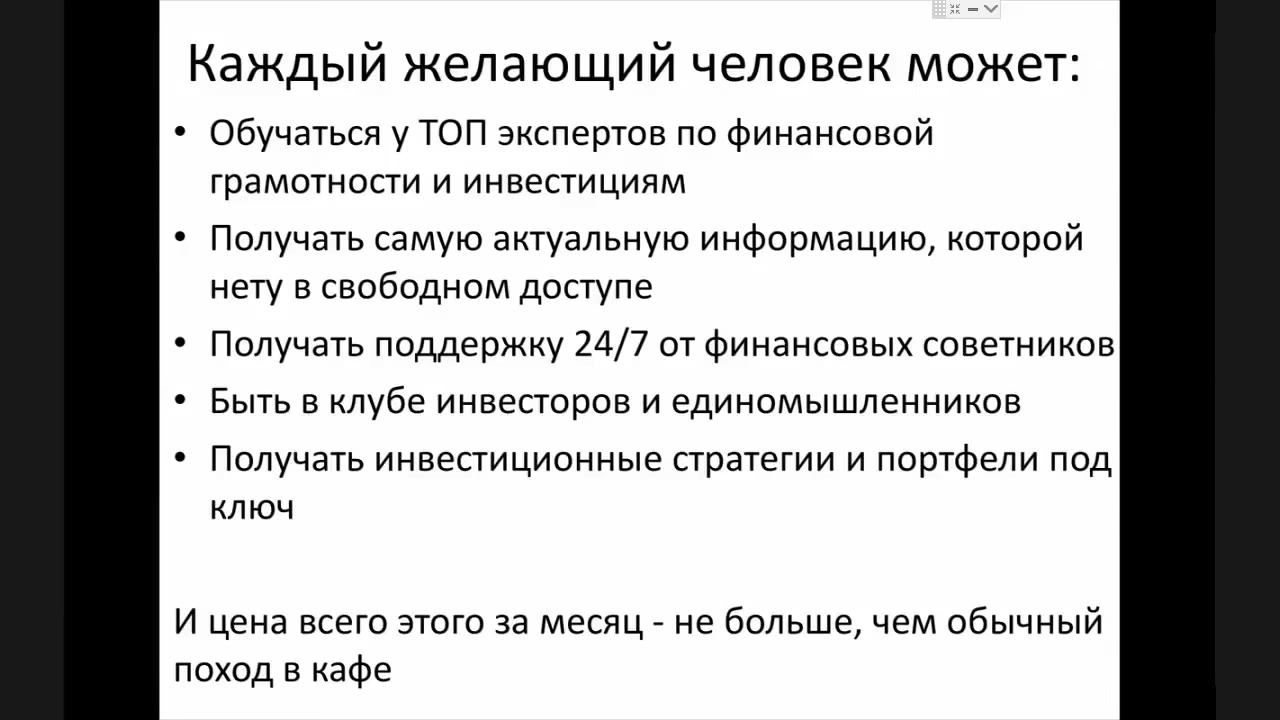 Каждый желающий человек может:
• Обучаться у ТОП экспертов по финансовой
грамотности и инвестициям
• Получать самую актуальную информацию, которой
нету в свободном доступе
• Получать поддержку 24/7 от финансовых советников
• Быть в клубе инвесторов и единомышленников
• Получать инвестиционные стратегии и портфели под
ключ
И цена всего этого за месяц - не больше, чем обычный
поход в кафе